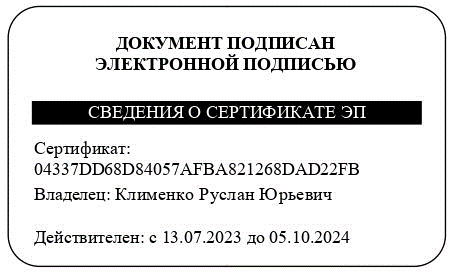 ДОКУМЕНТ ПОДПИСАН
ЭЛЕКТРОННОЙ ПОДПИСЬЮ
СВЕДЕНИЯ О СЕРТИФИКАТЕ ЭП
Сертификат:
04337DD68D84057AFBA821268DAD22FB
Владелец: Клименко Руслан Юрьевич
Действителен: с 13.07.2023 до 05.10.2024